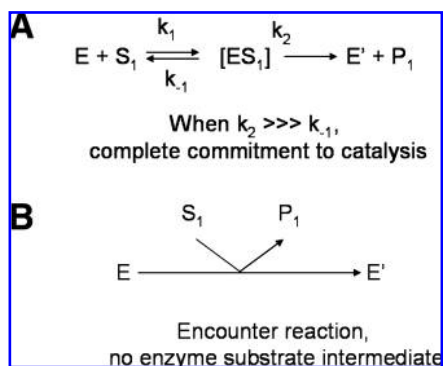 A
k₁ k₂
E + S₁ [ES₁] E' + P₁
k₋₁
When k₂ >>> k₋₁,
complete commitment to catalysis
B
S₁ P₁
E E'
Encounter reaction,
no enzyme substrate intermediate